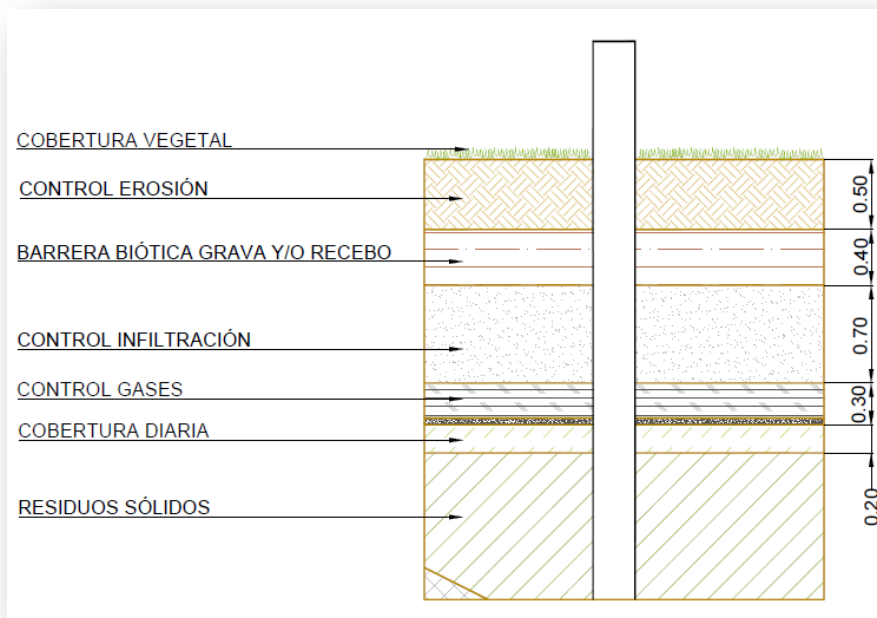 COBERTURA VEGETAL
CONTROL EROSIÓN
0.50
BARRERA BIÓTICA GRAVA Y/O RECEBO
0.40
CONTROL INFILTRACIÓN
0.70
CONTROL GASES
0.30
COBERTURA DIARIA
0.20
RESIDUOS SÓLIDOS